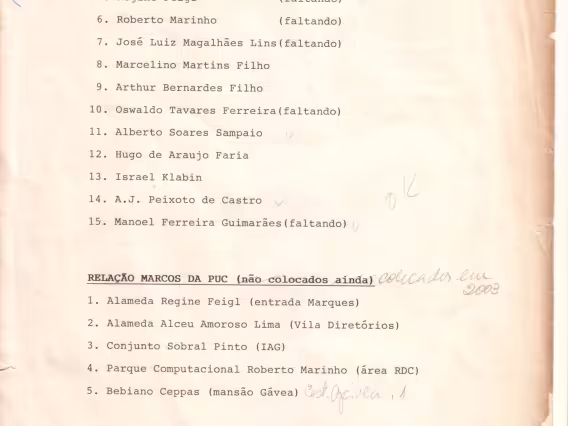 6. Roberto Marinho (faltando)
7. José Luiz Magalhães Lins(faltando)
8. Marcelino Martins Filho
9. Arthur Bernardes Filho
10. Oswaldo Tavares Ferreira(faltando)
11. Alberto Soares Sampaio
12. Hugo de Araujo Faria
13. Israel Klabin
14. A.J. Peixoto de Castro
15. Manoel Ferreira Guimarães(faltando)
RELAÇÃO MARCOS DA PUC (não colocados ainda) colocados em 2003
1. Alameda Regine Feigl (entrada Marques)
2. Alameda Alceu Amoroso Lima (Vila Diretórios)
3. Conjunto Sobral Pinto (IAG)
4. Parque Computacional Roberto Marinho (área RDC)
5. Bebiano Ceppas (mansão Gávea)